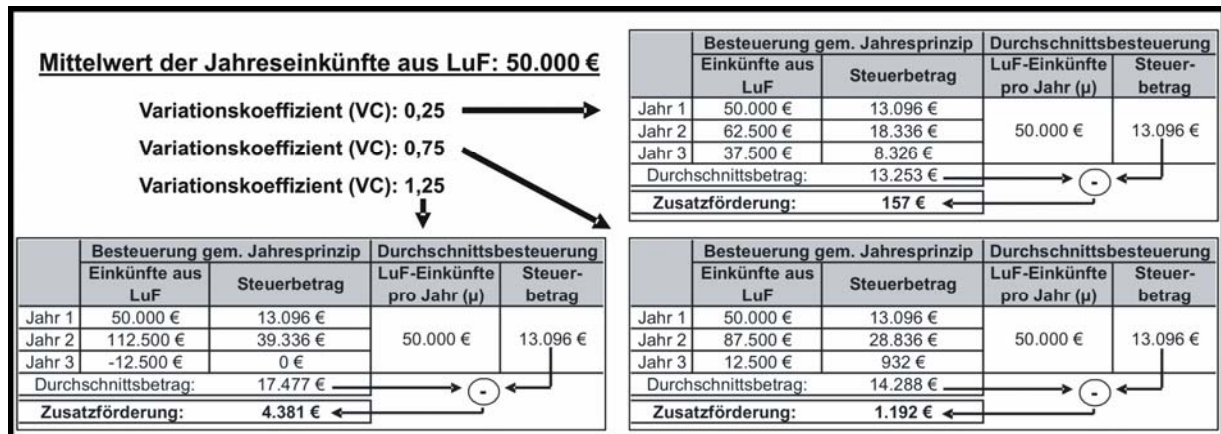 Mittelwert der Jahreseinkünfte aus LuF: 50.000 €
Variationskoeffizient (VC): 0,25
Variationskoeffizient (VC): 0,75
Variationskoeffizient (VC): 1,25
Besteuerung gem. Jahresprinzip Durchschnittsbesteuerung
Einkünfte aus LuF Steuerbetrag LuF-Einkünfte pro Jahr (µ) Steuer-betrag
Jahr 1 50.000 € 13.096 €
Jahr 2 62.500 € 18.336 € 50.000 € 13.096 €
Jahr 3 37.500 € 8.326 €
Durchschnittsbetrag: 13.253 € -
Zusatzförderung: 157 €
Besteuerung gem. Jahresprinzip Durchschnittsbesteuerung
Einkünfte aus LuF Steuerbetrag LuF-Einkünfte pro Jahr (µ) Steuer-betrag
Jahr 1 50.000 € 13.096 €
Jahr 2 112.500 € 39.336 € 50.000 € 13.096 €
Jahr 3 -12.500 € 0 €
Durchschnittsbetrag: 17.477 € -
Zusatzförderung: 4.381 €
Besteuerung gem. Jahresprinzip Durchschnittsbesteuerung
Einkünfte aus LuF Steuerbetrag LuF-Einkünfte pro Jahr (µ) Steuer-betrag
Jahr 1 50.000 € 13.096 €
Jahr 2 87.500 € 28.836 € 50.000 € 13.096 €
Jahr 3 12.500 € 932 €
Durchschnittsbetrag: 14.288 € -
Zusatzförderung: 1.192 €